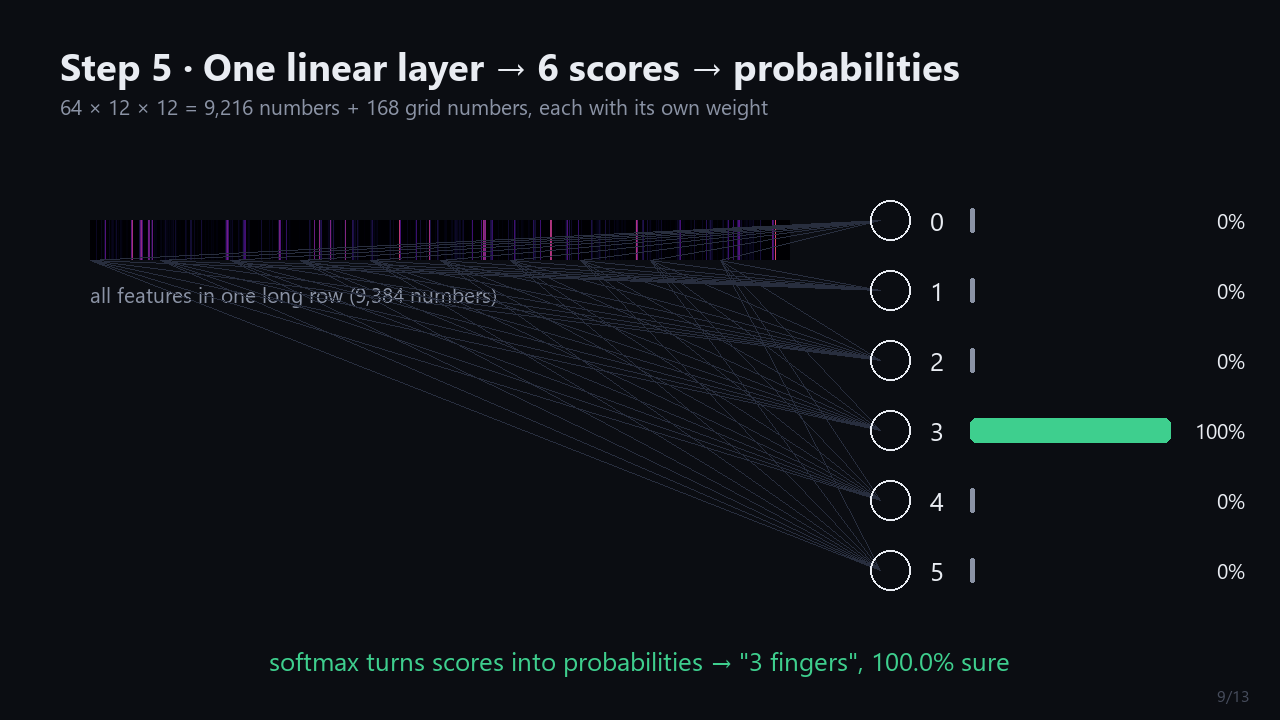 Step 5 · One linear layer → 6 scores → probabilities
64 × 12 × 12 = 9,216 numbers + 168 grid numbers, each with its own weight
0 0%
all features in one long row (9,384 numbers)
1 0%
2 0%
3 100%
4 0%
5 0%
softmax turns scores into probabilities → "3 fingers", 100.0% sure
9/13